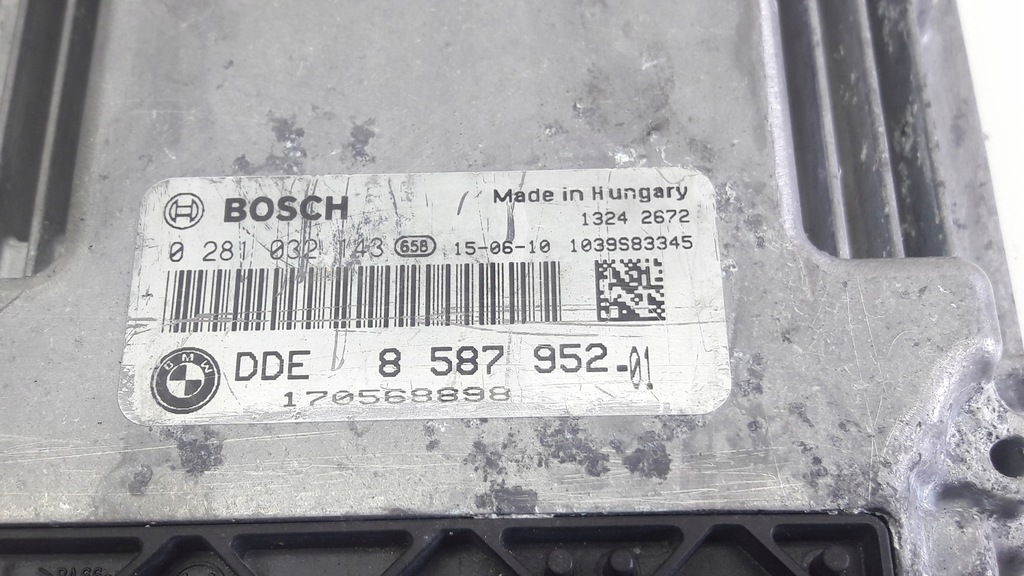 BOSCH
Made in Hungary
1324 2672
0 281 032 143 658 15-06-10 1039S83345
BMW DDE 8 587 952-01
170568898